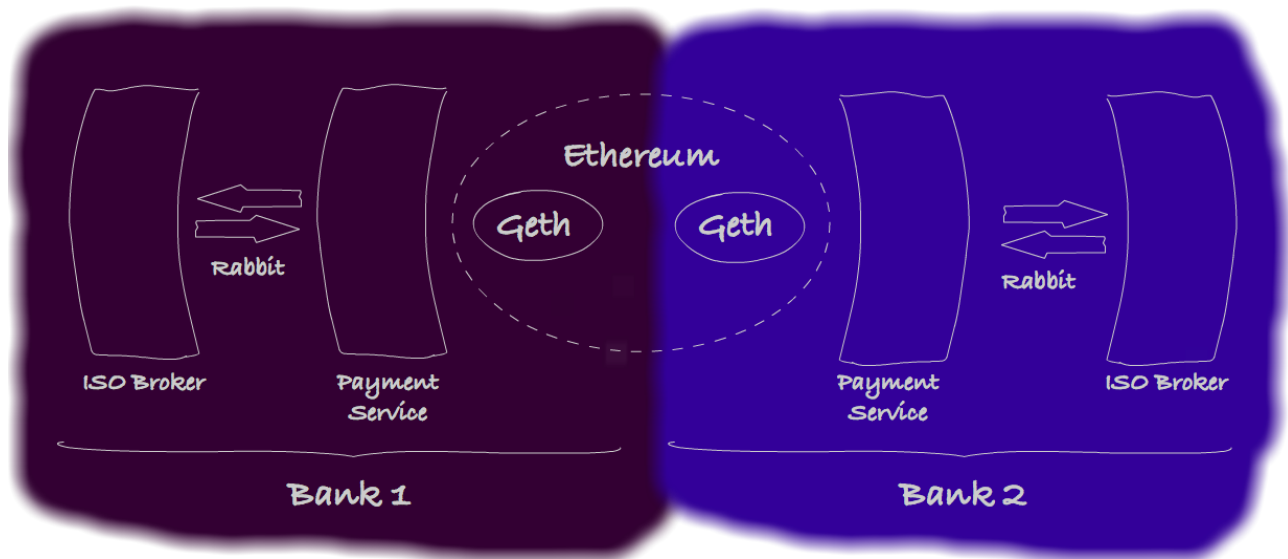 Ethereum
Geth
Geth
Rabbit
Rabbit
ISO Broker
Payment
Service
Payment
Service
ISO Broker
Bank 1
Bank 2